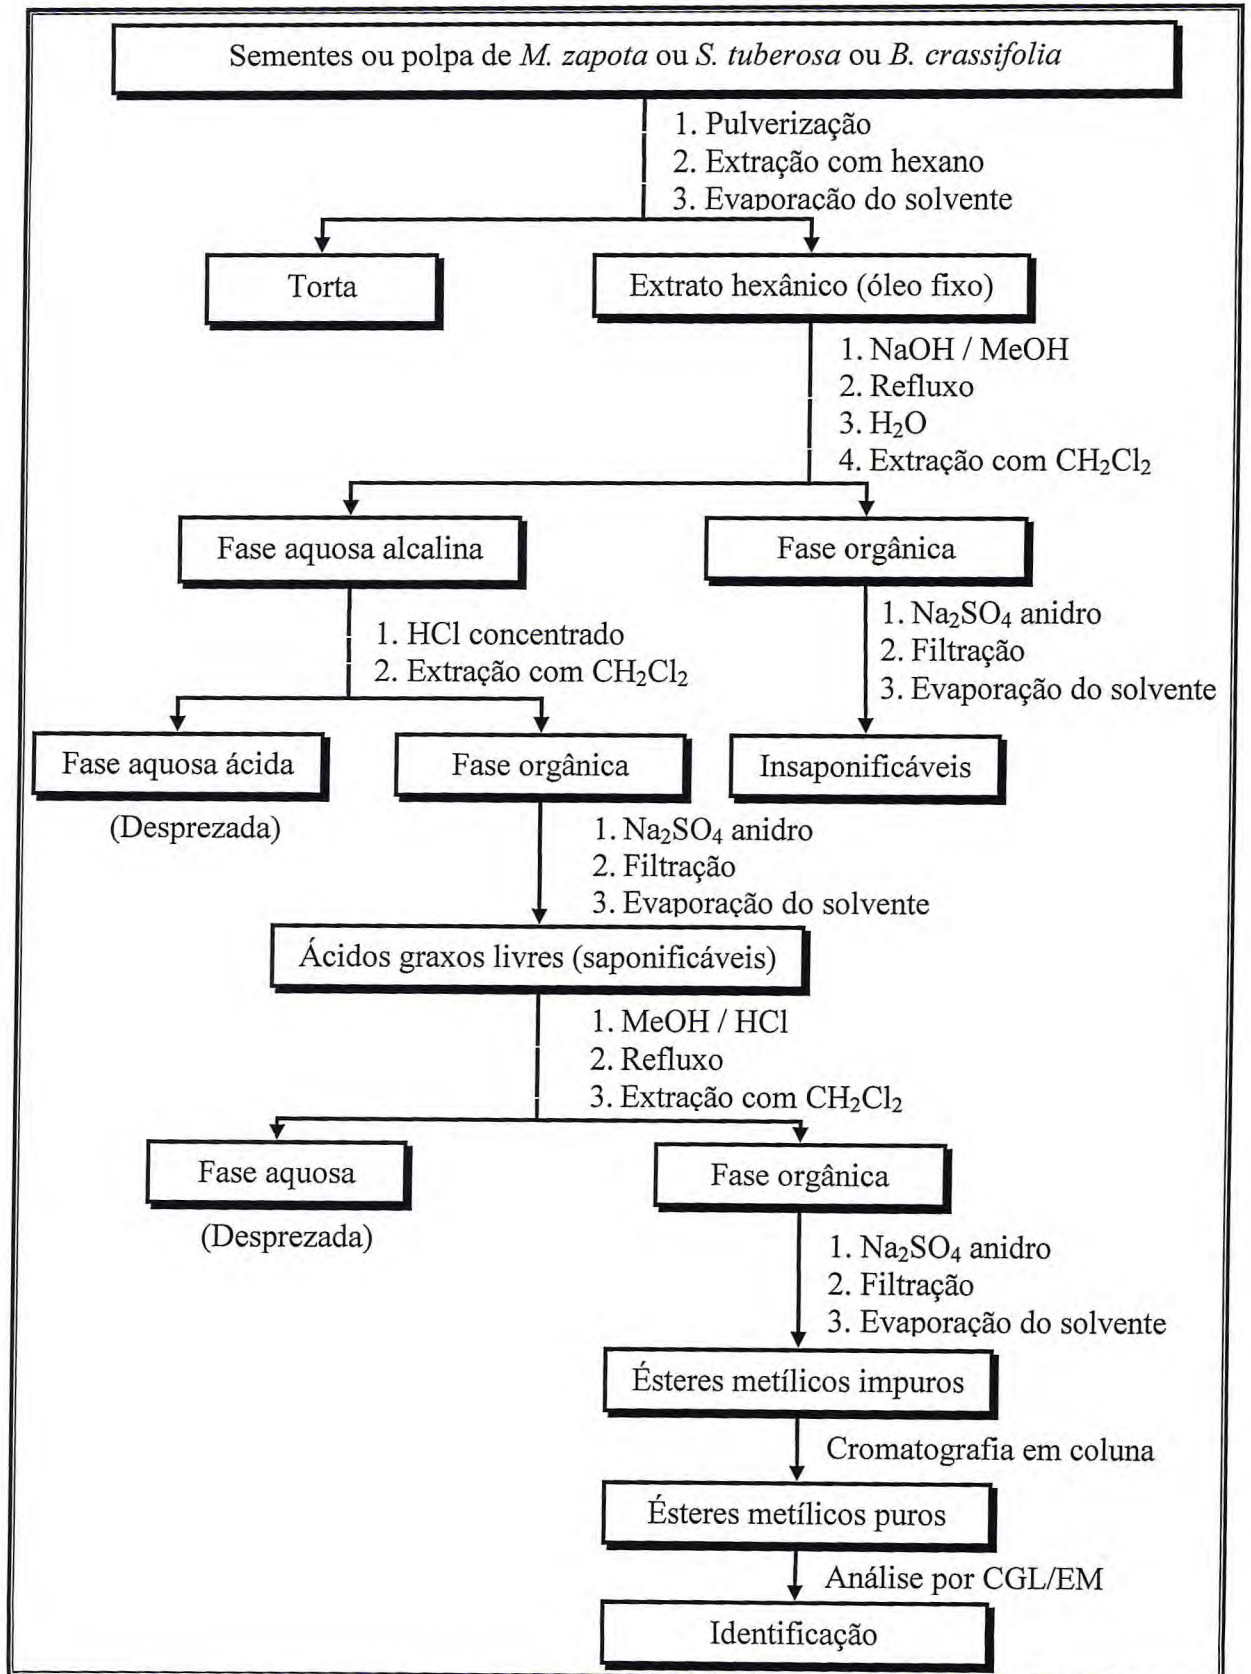 Sementes ou polpa de M. zapota ou S. tuberosa ou B. crassifolia
1. Pulverização
2. Extração com hexano
3. Evaporação do solvente
Torta
Extrato hexânico (óleo fixo)
1. NaOH / MeOH
2. Refluxo
3. H₂O
4. Extração com CH₂Cl₂
Fase aquosa alcalina
Fase orgânica
1. HCl concentrado
2. Extração com CH₂Cl₂
1. Na₂SO₄ anidro
2. Filtração
3. Evaporação do solvente
Fase aquosa ácida
Fase orgânica
Insaponificáveis
(Desprezada)
1. Na₂SO₄ anidro
2. Filtração
3. Evaporação do solvente
Ácidos graxos livres (saponificáveis)
1. MeOH / HCl
2. Refluxo
3. Extração com CH₂Cl₂
Fase aquosa
Fase orgânica
(Desprezada)
1. Na₂SO₄ anidro
2. Filtração
3. Evaporação do solvente
Ésteres metílicos impuros
Cromatografia em coluna
Ésteres metílicos puros
Análise por CGL/EM
Identificação